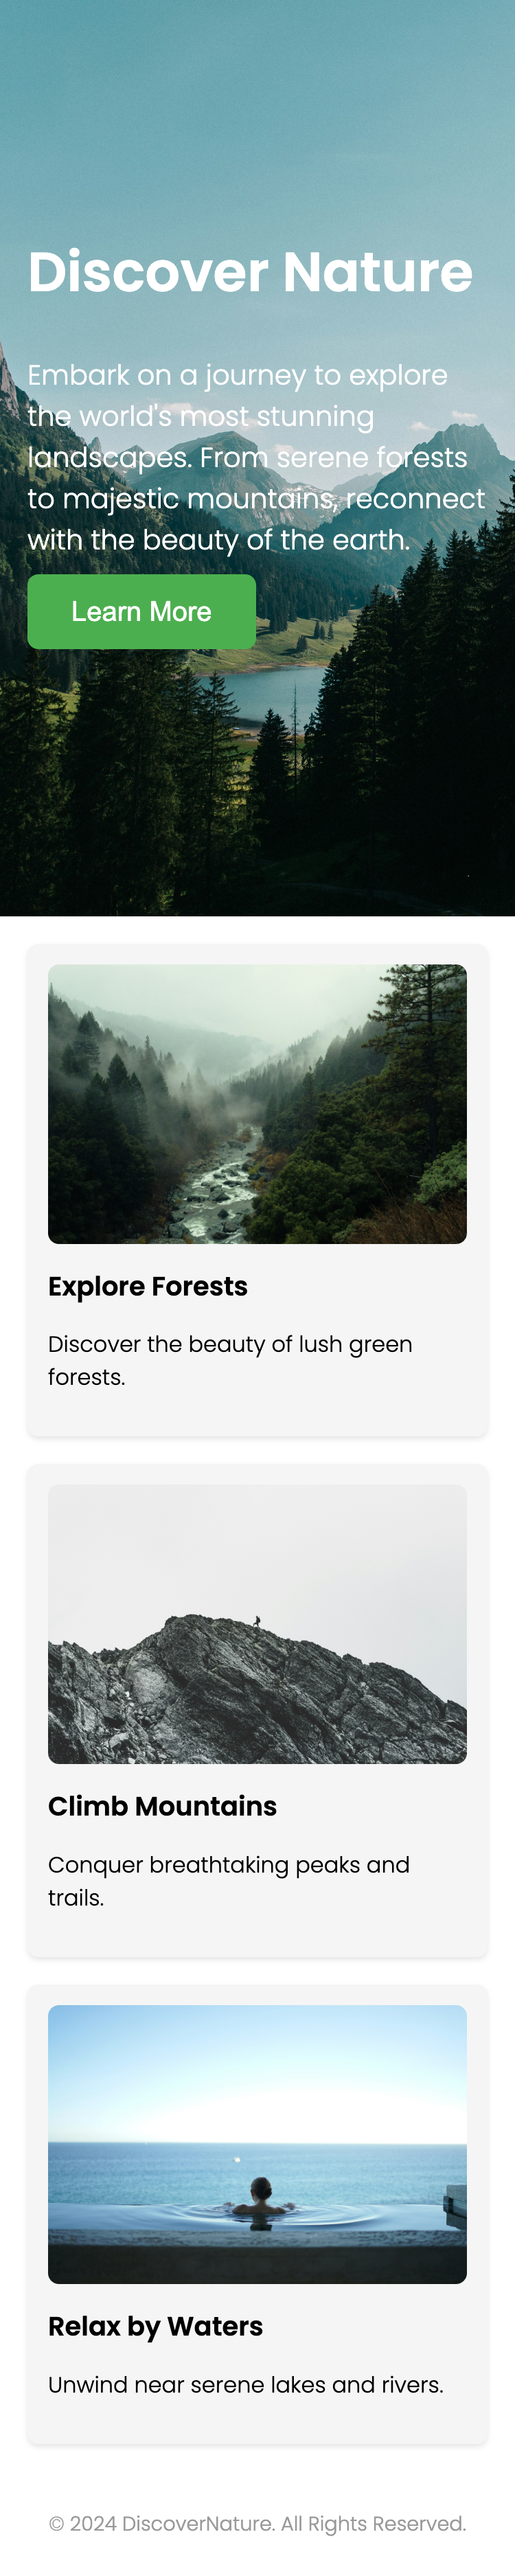 Discover Nature
Embark on a journey to explore
the world's most stunning
landscapes. From serene forests
to majestic mountains, reconnect
with the beauty of the earth.
Learn More
Explore Forests
Discover the beauty of lush green
forests.
Climb Mountains
Conquer breathtaking peaks and
trails.
Relax by Waters
Unwind near serene lakes and rivers.
© 2024 DiscoverNature. All Rights Reserved.